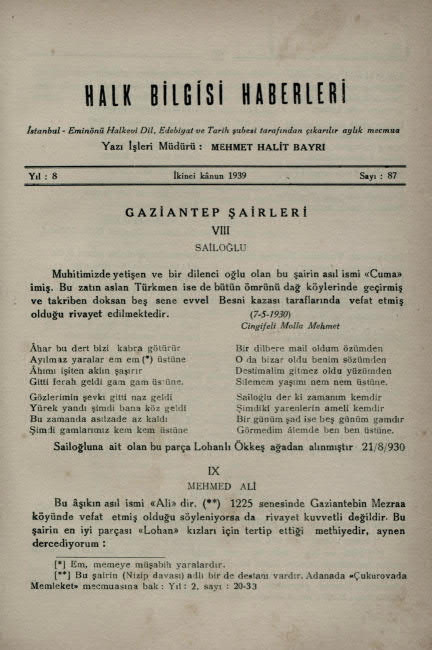 HALK BİLGİSİ HABERLERİ
İstanbul - Eminönü Halkevi Dil, Edebiyat ve Tarih şubesi tarafından çıkarılır aylık mecmua
Yazı İşleri Müdürü : MEHMET HALİT BAYRI
Yıl : 8 İkinci kânun 1939 Sayı : 87
GAZİANTEP ŞAİRLERİ
VIII
SAİLOĞLU
Muhitimizde yetişen ve bir dilenci oğlu olan bu şairin asıl ismi «Cuma»
imiş. Bu zatın aslan Türkmen ise de bütün ömrünü dağ köylerinde geçirmiş
ve takriben doksan beş sene evvel Besni kazası taraflarında vefat etmiş
olduğu rivayet edilmektedir. (7-5-1930)
Cingifeli Molla Mehmet
Âhar bu dert bizi kabra götürür
Ayılmaz yaralar em em (*) üstüne
Âhımı işiten aklın şaşırır
Gitti ferah geldi gam gam üstüne.
Gözlerimin şevki gitti naz geldi
Yürek yandı şimdi bana köz geldi
Bu zamanda asılzade az kaldı
Şimdi gamlarımız kem kem üstüne
Bir dilbere mail oldum özümden
O da bizar oldu benim sözümden
Destimalim gitmez oldu yüzümden
Silemem yaşımı nem nem üstüne.
Sailoğlu der ki zamanım kemdir
Şimdiki yarenlerin ameli kemdir
Bir günüm şad ise beş günüm gamdır
Görmedim âlemde ben ben üstüne.
Sailoğluna ait olan bu parça Lohanlı Ökkeş ağadan alınmıştır 21/8/930
IX
MEHMED ALİ
Bu âşıkın asıl ismi «Ali» dir. (**) 1225 senesinde Gaziantebin Mezraa
köyünde vefat etmiş olduğu söyleniyorsa da rivayet kuvvetli değildir. Bu
şairin en iyi parçası «Lohan» kızları için tertip ettiği methiyedir, aynen
dercediyorum :
[*] Em, memeye müşabih yaralardır.
[**] Bu şairin (Nizip davası) adlı bir de destanı vardır. Adanada «Çukurovada
Memleket» mecmuasına bak : Yıl : 2, sayı : 20-33